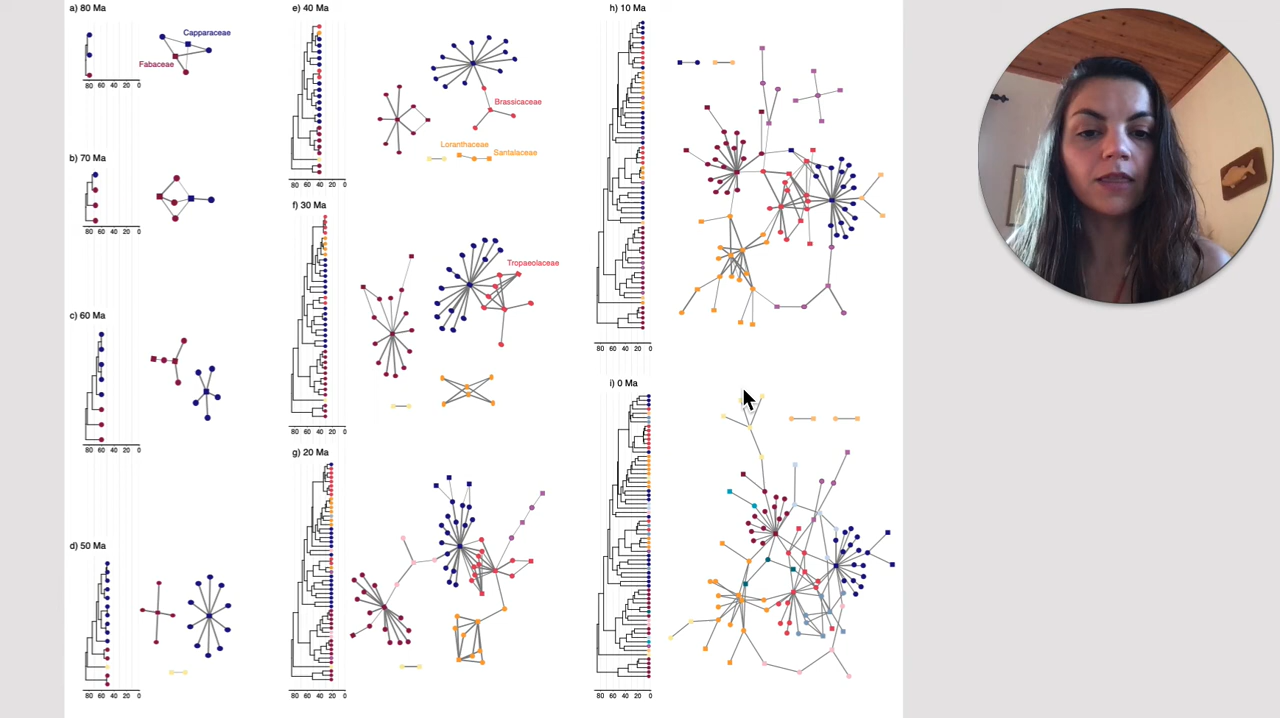 a) 80 Ma
Capparaceae
Fabaceae
80 60 40 20 0
b) 70 Ma
80 60 40 20 0
c) 60 Ma
80 60 40 20 0
d) 50 Ma
80 60 40 20 0
e) 40 Ma
Brassicaceae
Loranthaceae
Santalaceae
80 60 40 20 0
f) 30 Ma
Tropaeolaceae
80 60 40 20 0
g) 20 Ma
80 60 40 20 0
h) 10 Ma
80 60 40 20 0
i) 0 Ma
80 60 40 20 0